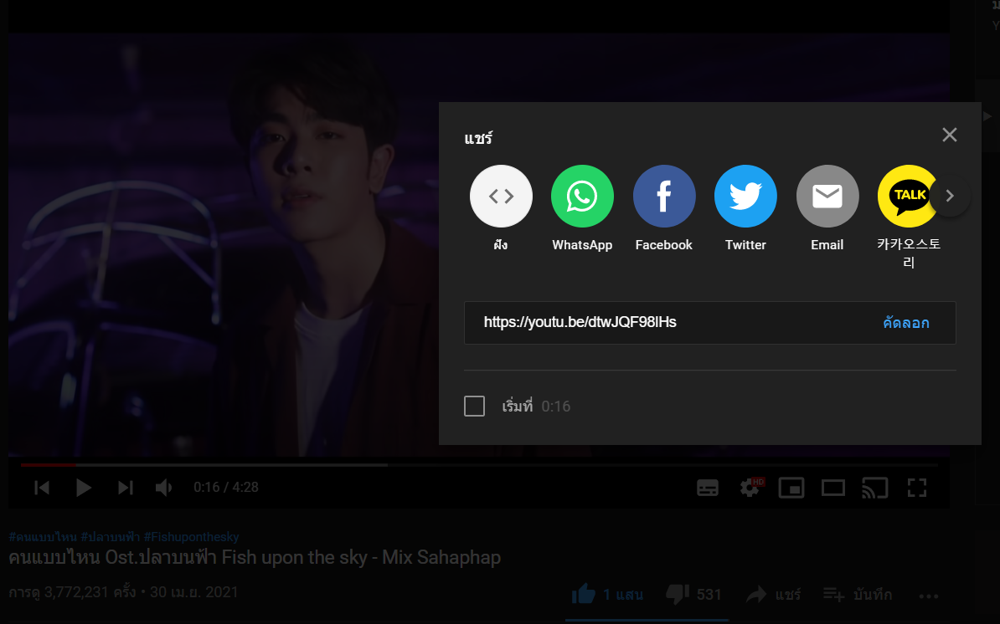 แชร์
TALK
ฝัง
WhatsApp
Facebook
Twitter
Email
카카오스토
리
https://youtu.be/dtwJQF98lHs
คัดลอก
เริ่มที่ 0:16
0:16 / 4:28
HD
#คนแบบไหน #ปลาบนฟ้า #Fishuponthesky
คนแบบไหน Ost.ปลาบนฟ้า Fish upon the sky - Mix Sahaphap
การดู 3,772,231 ครั้ง • 30 เม.ย. 2021
1 แสน
531
แชร์
บันทึก